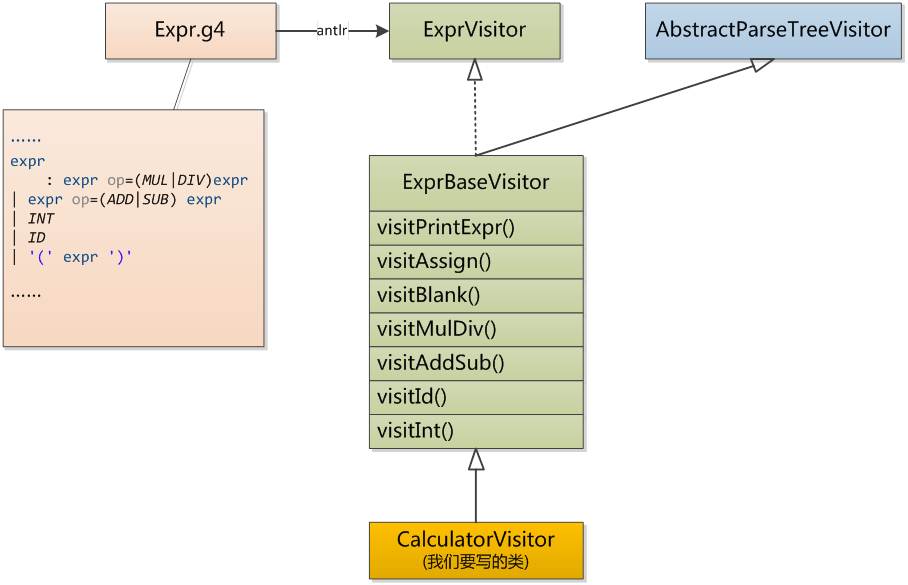 Expr.g4
antlr
ExprVisitor
AbstractParseTreeVisitor
......
expr
: expr op=(MUL|DIV)expr
| expr op=(ADD|SUB) expr
| INT
| ID
| '(' expr ')'
......
ExprBaseVisitor
visitPrintExpr()
visitAssign()
visitBlank()
visitMulDiv()
visitAddSub()
visitId()
visitInt()
CalculatorVisitor
(我们要写的类)